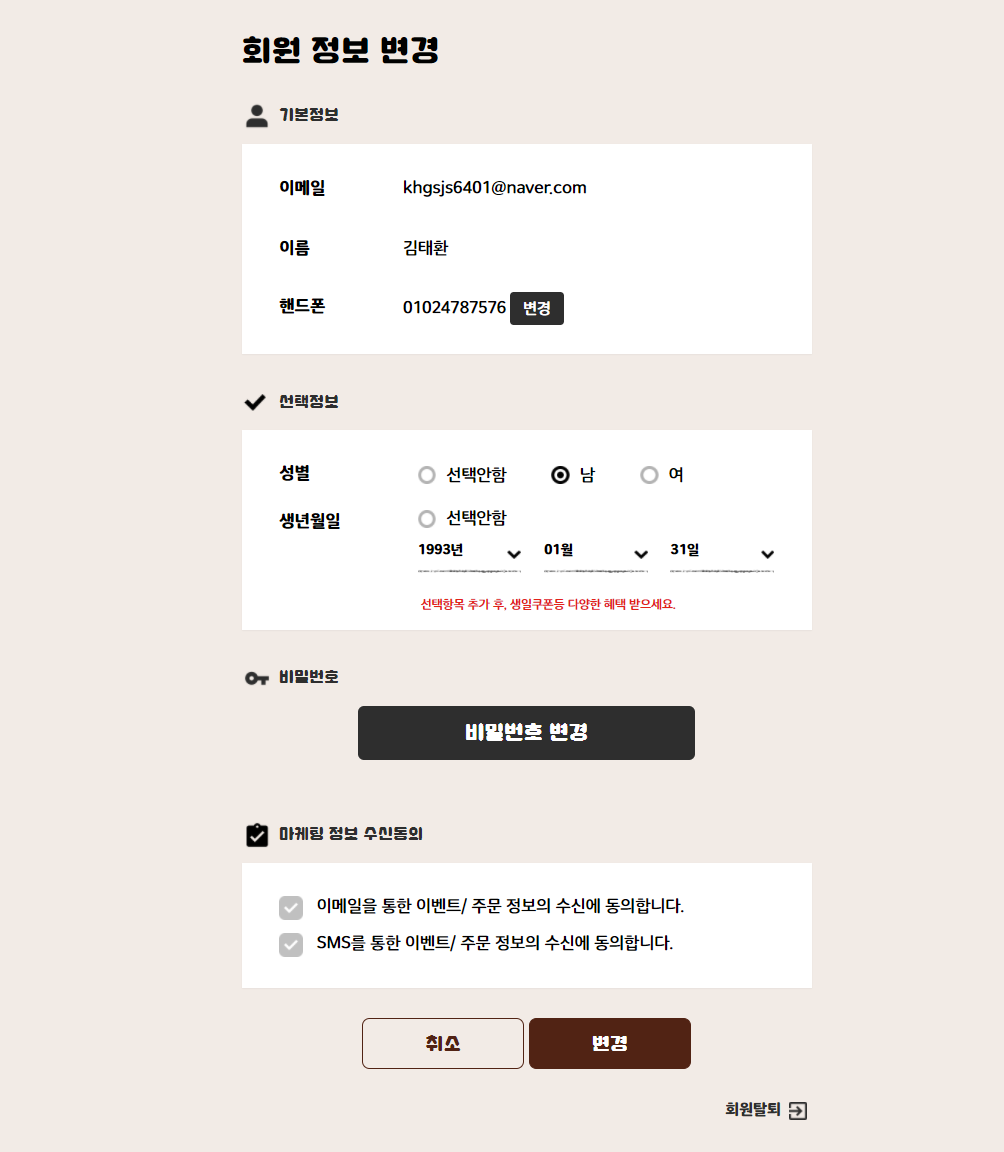 회원 정보 변경
기본정보
이메일 khgsjs6401@naver.com
이름 김태환
핸드폰 01024787576 변경
선택정보
성별 선택안함 남 여
생년월일 선택안함
1993년 01월 31일
선택항목 추가 후, 생일쿠폰등 다양한 혜택 받으세요.
비밀번호
비밀번호 변경
마케팅 정보 수신동의
이메일을 통한 이벤트/ 주문 정보의 수신에 동의합니다.
SMS를 통한 이벤트/ 주문 정보의 수신에 동의합니다.
취소 변경
회원탈퇴